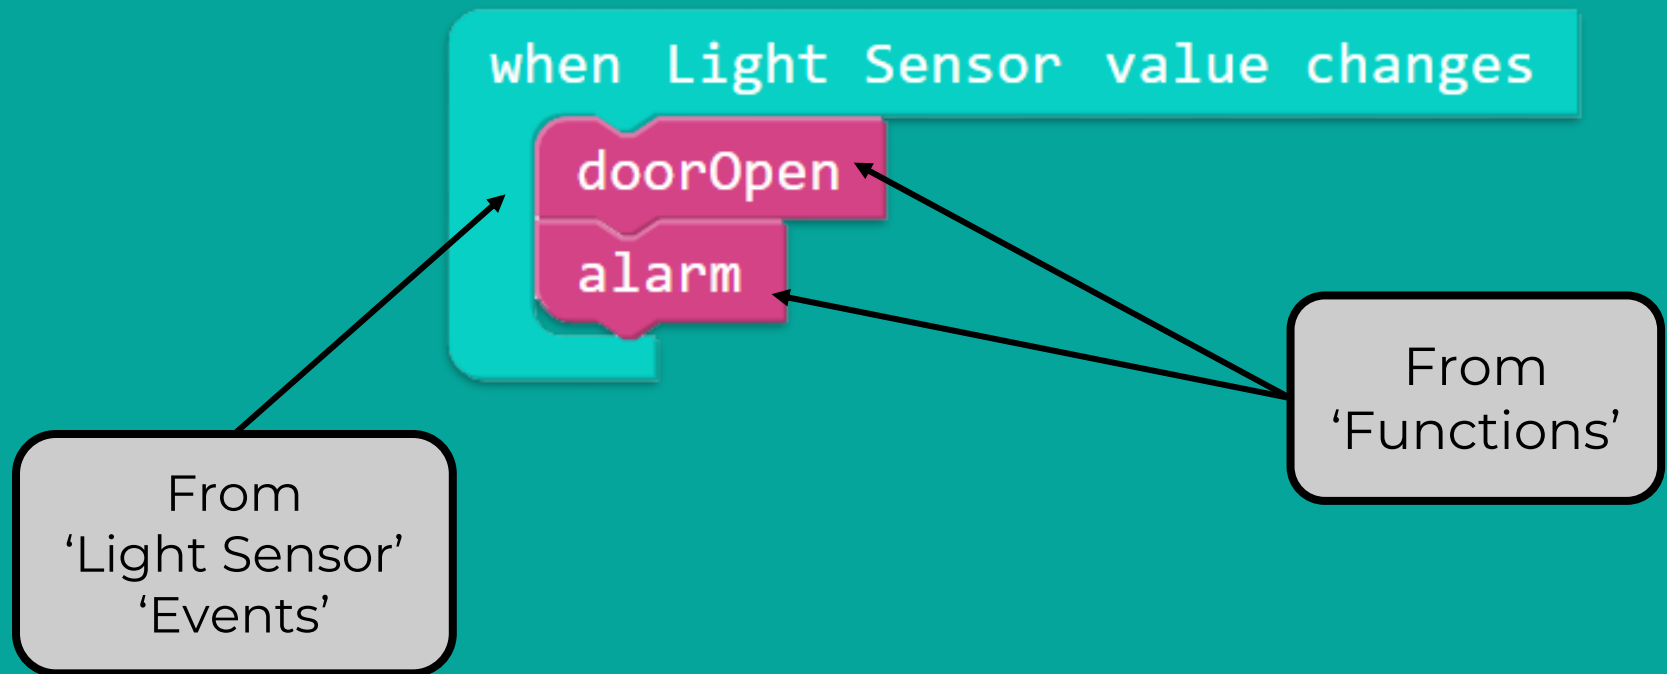 when Light Sensor value changes
doorOpen
alarm
From
‘Functions’
From
‘Light Sensor’
‘Events’